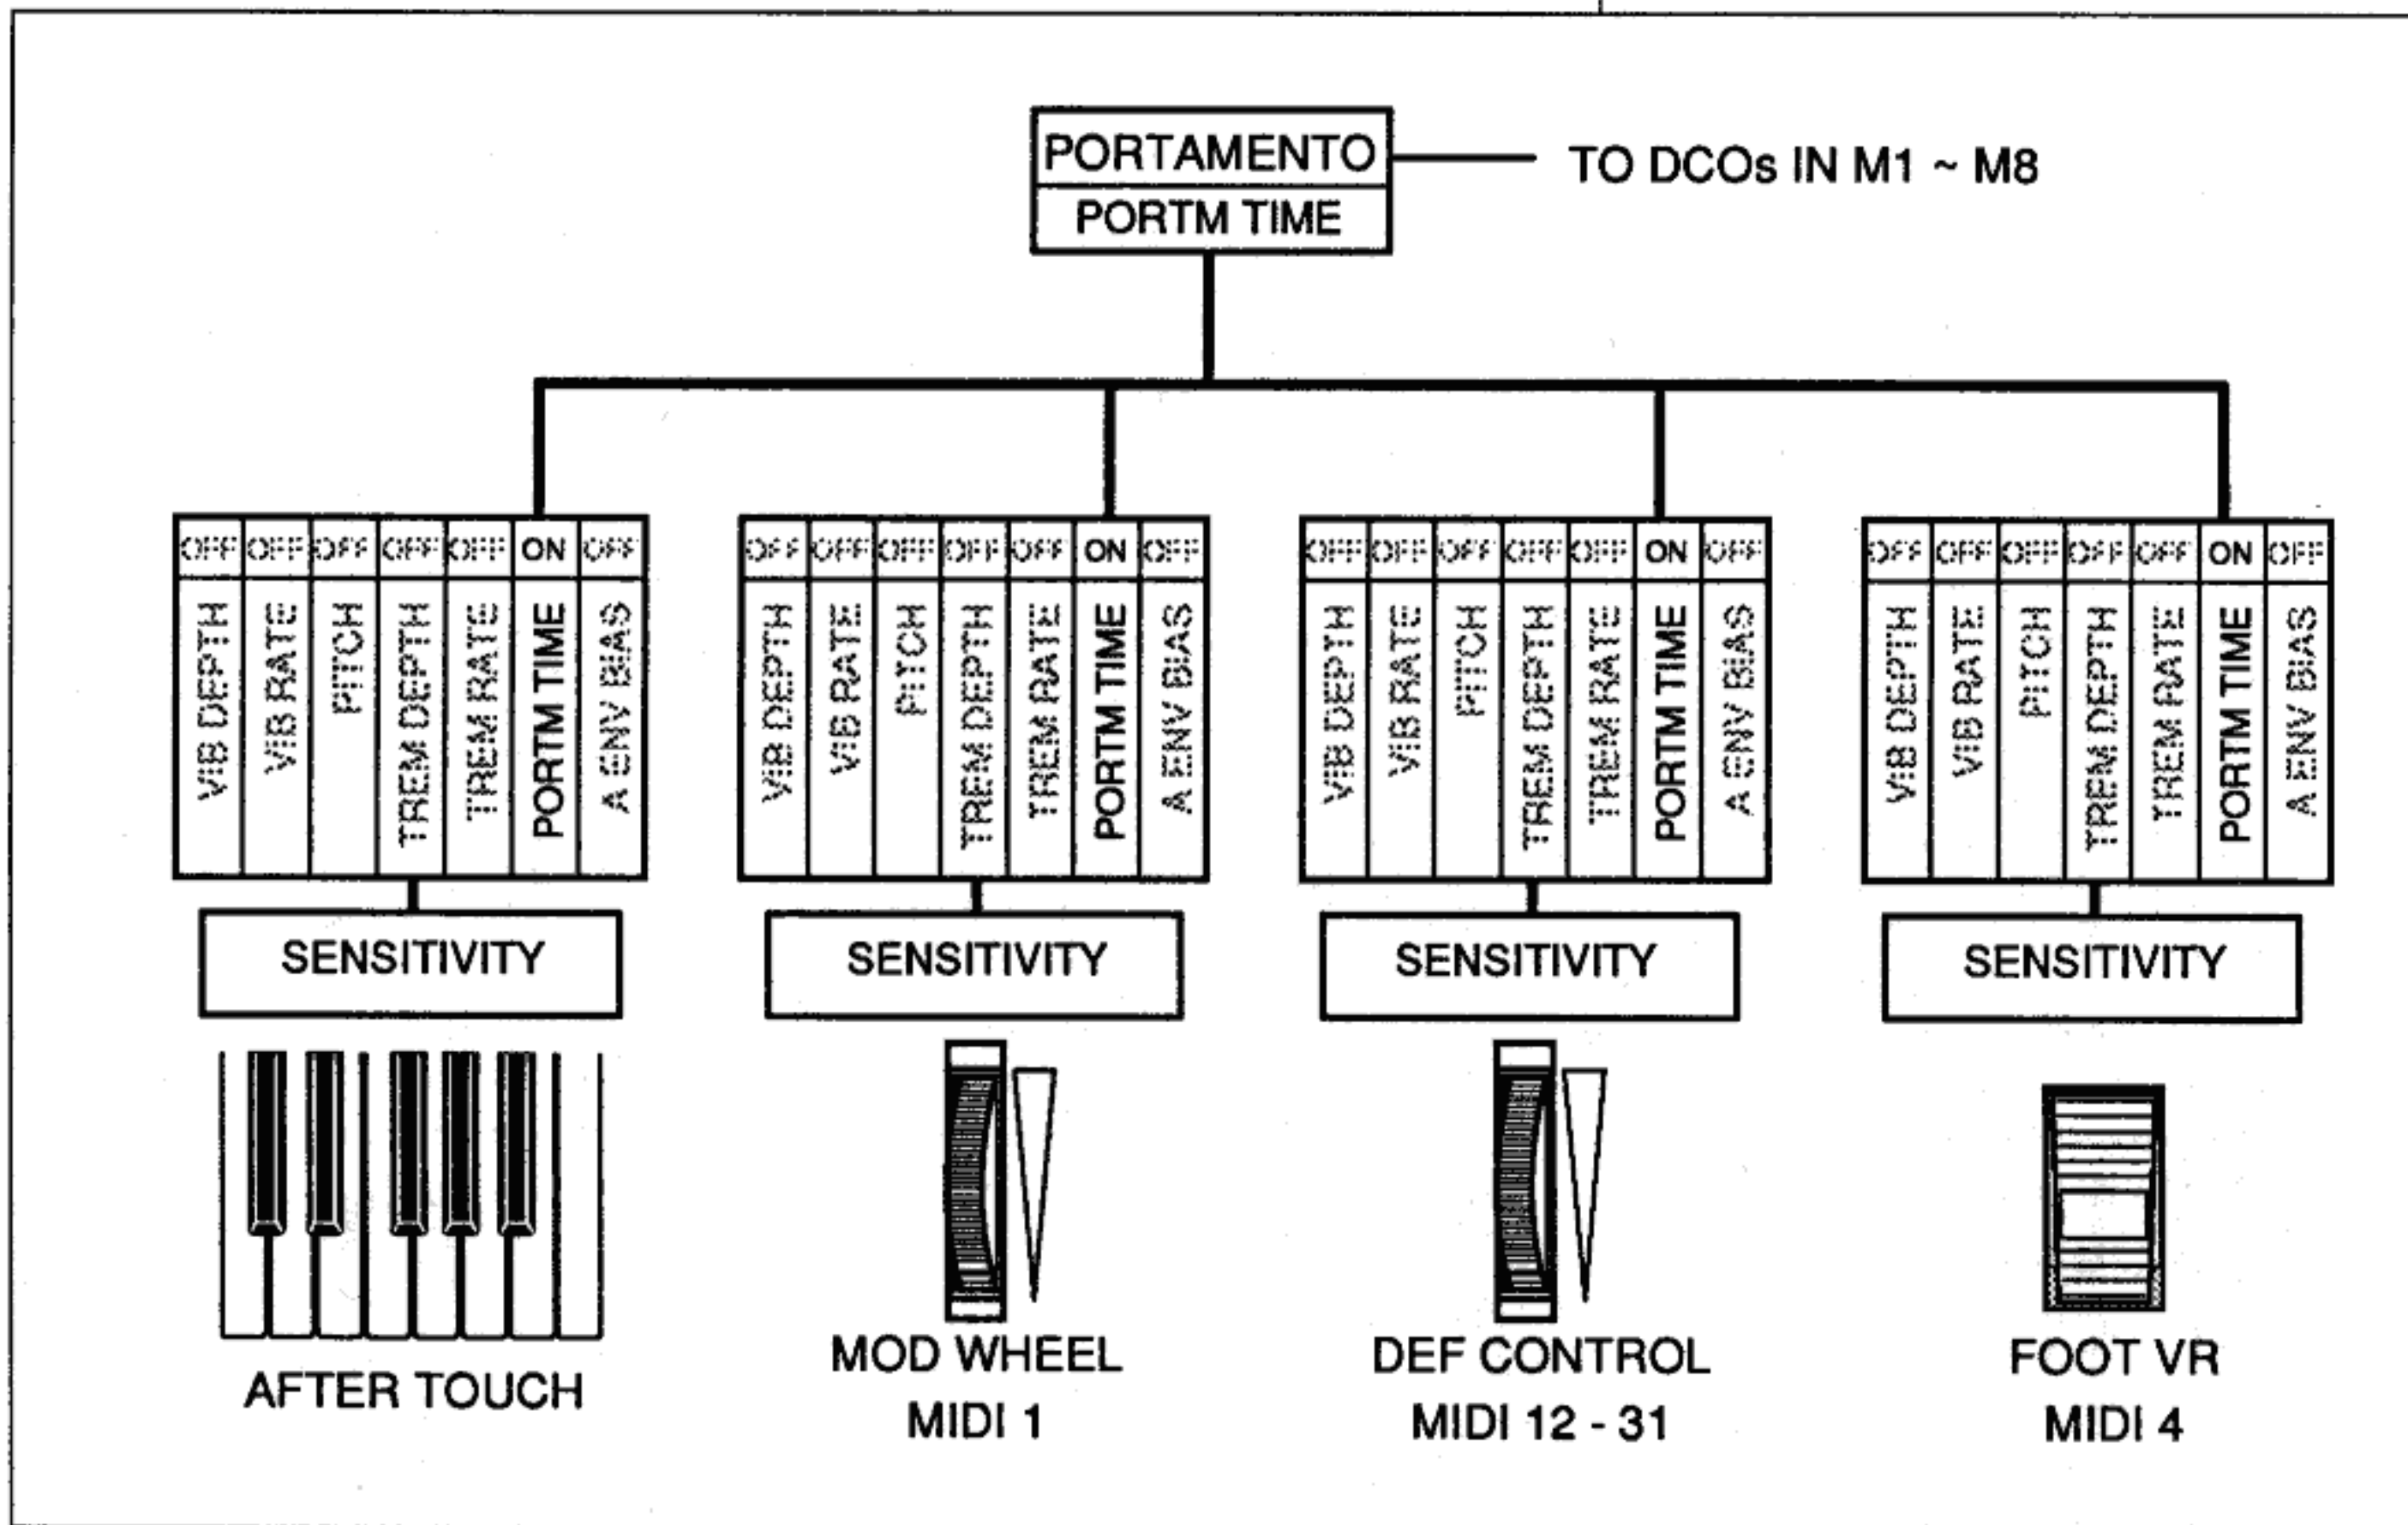 PORTAMENTO
PORTM TIME
TO DCOs IN M1 ~ M8
OFF OFF OFF OFF OFF ON OFF
VIB DEPTH
VIB RATE
PITCH
TREM DEPTH
TREM RATE
PORTM TIME
A ENV BIAS
SENSITIVITY
AFTER TOUCH
OFF OFF OFF OFF OFF ON OFF
VIB DEPTH
VIB RATE
PITCH
TREM DEPTH
TREM RATE
PORTM TIME
A ENV BIAS
SENSITIVITY
MOD WHEEL
MIDI 1
OFF OFF OFF OFF OFF ON OFF
VIB DEPTH
VIB RATE
PITCH
TREM DEPTH
TREM RATE
PORTM TIME
A ENV BIAS
SENSITIVITY
DEF CONTROL
MIDI 12 - 31
OFF OFF OFF OFF OFF ON OFF
VIB DEPTH
VIB RATE
PITCH
TREM DEPTH
TREM RATE
PORTM TIME
A ENV BIAS
SENSITIVITY
FOOT VR
MIDI 4